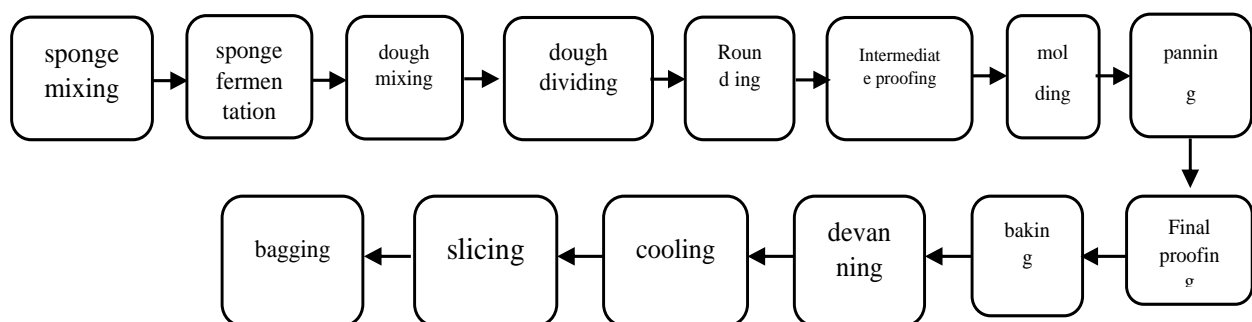 sponge
mixing
sponge
fermen
tation
dough
mixing
dough
dividing
Roun
d ing
Intermediat
e proofing
mol
ding
pannin
g
Final
proofin
g
bakin
g
devan
ning
cooling
slicing
bagging